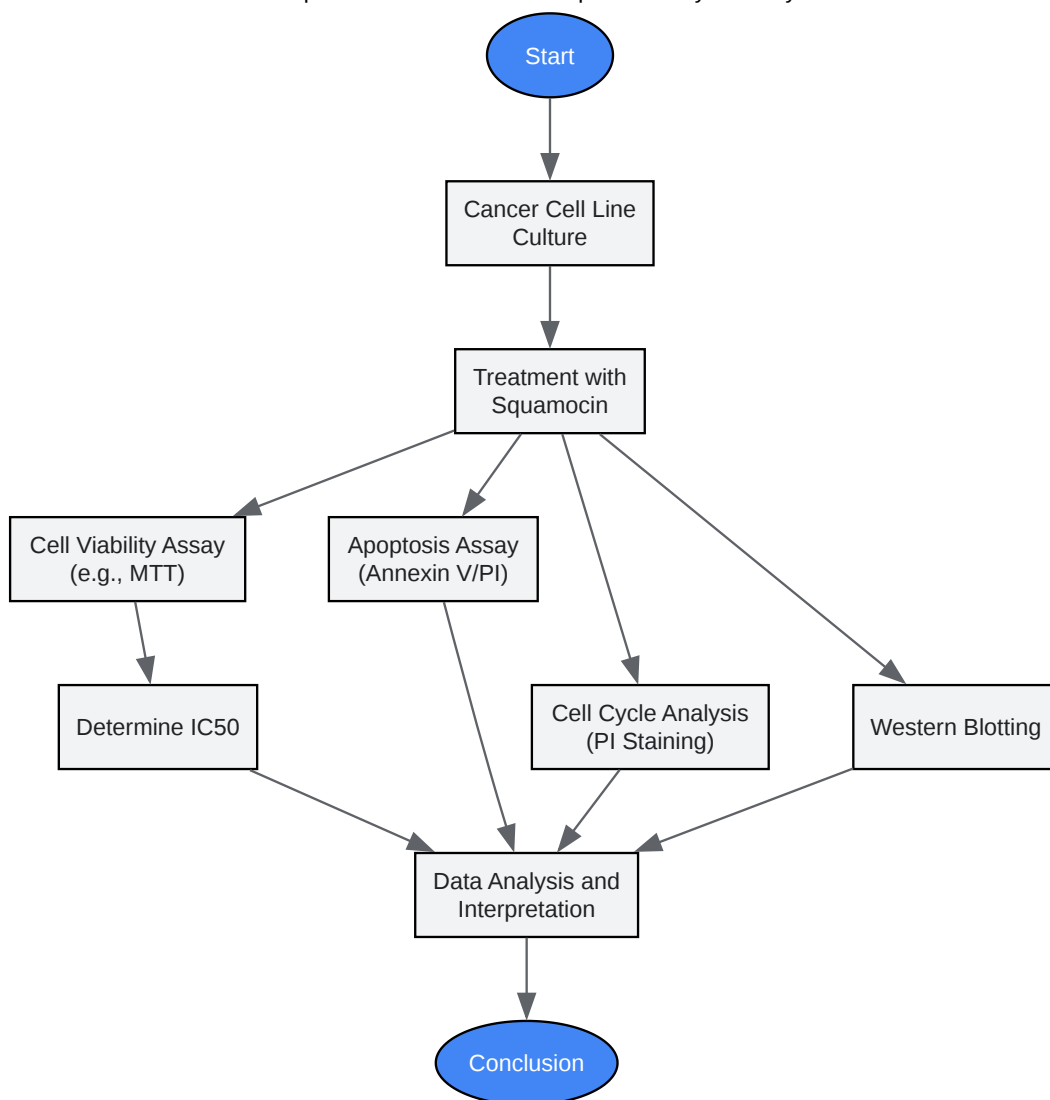 Start
Cancer Cell Line
Culture
Treatment with
Squamocin
Cell Viability Assay
(e.g., MTT)
Apoptosis Assay
(Annexin V/PI)
Determine IC50
Cell Cycle Analysis
(PI Staining)
Western Blotting
Data Analysis and
Interpretation
Conclusion